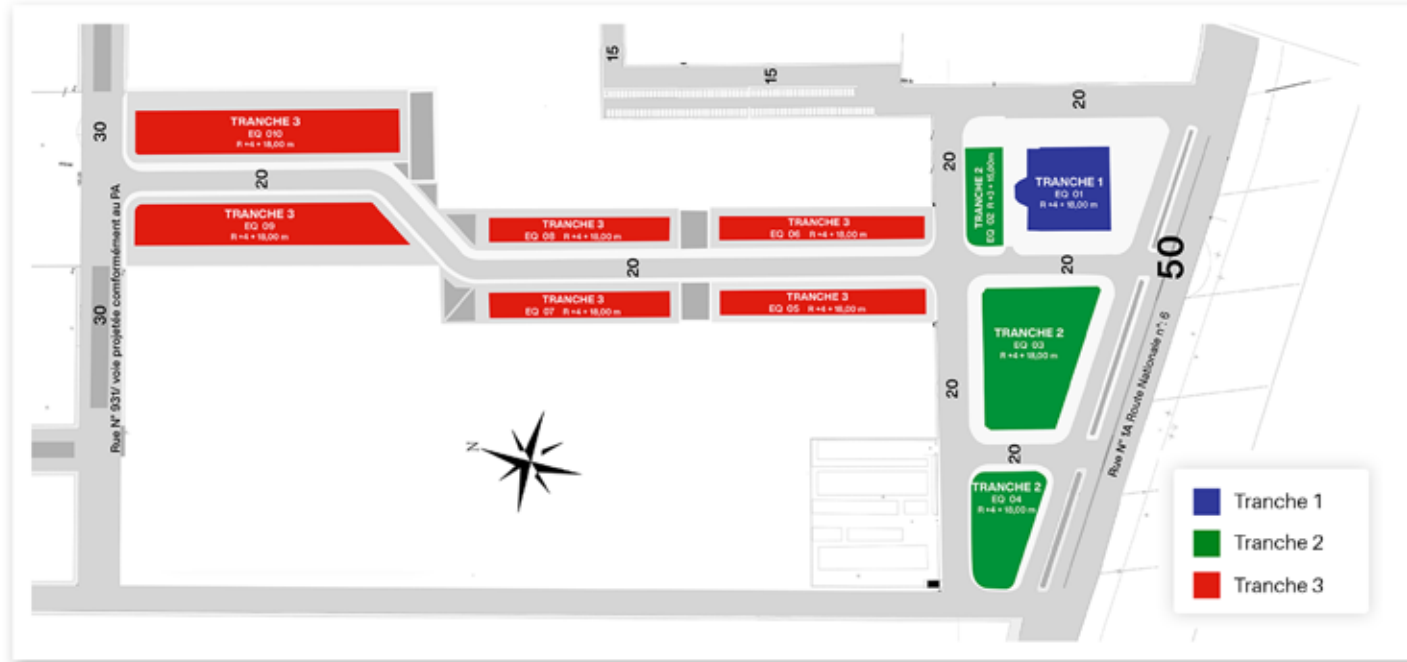 15
15
20
30
TRANCHE 3
EQ 010
R +4 = 18,00 m
20
20
TRANCHE 2
EQ 02 R +3 = 15,00m
TRANCHE 1
EQ 01
R +4 = 18,00 m
TRANCHE 3
EQ 09
R +4 = 18,00 m
TRANCHE 3
EQ 08 R +4 = 18,00 m
TRANCHE 3
EQ 06 R +4 = 18,00 m
20
20
50
30
Rue N° 931/ voie projetée comformément au PA
TRANCHE 3
EQ 07 R +4 = 18,00 m
TRANCHE 3
EQ 05 R +4 = 18,00 m
TRANCHE 2
EQ 03
R +4 = 18,00 m
20
Rue N° 1A Route Nationale n°: 6
N
20
TRANCHE 2
EQ 04
R +4 = 18,00 m
Tranche 1
Tranche 2
Tranche 3